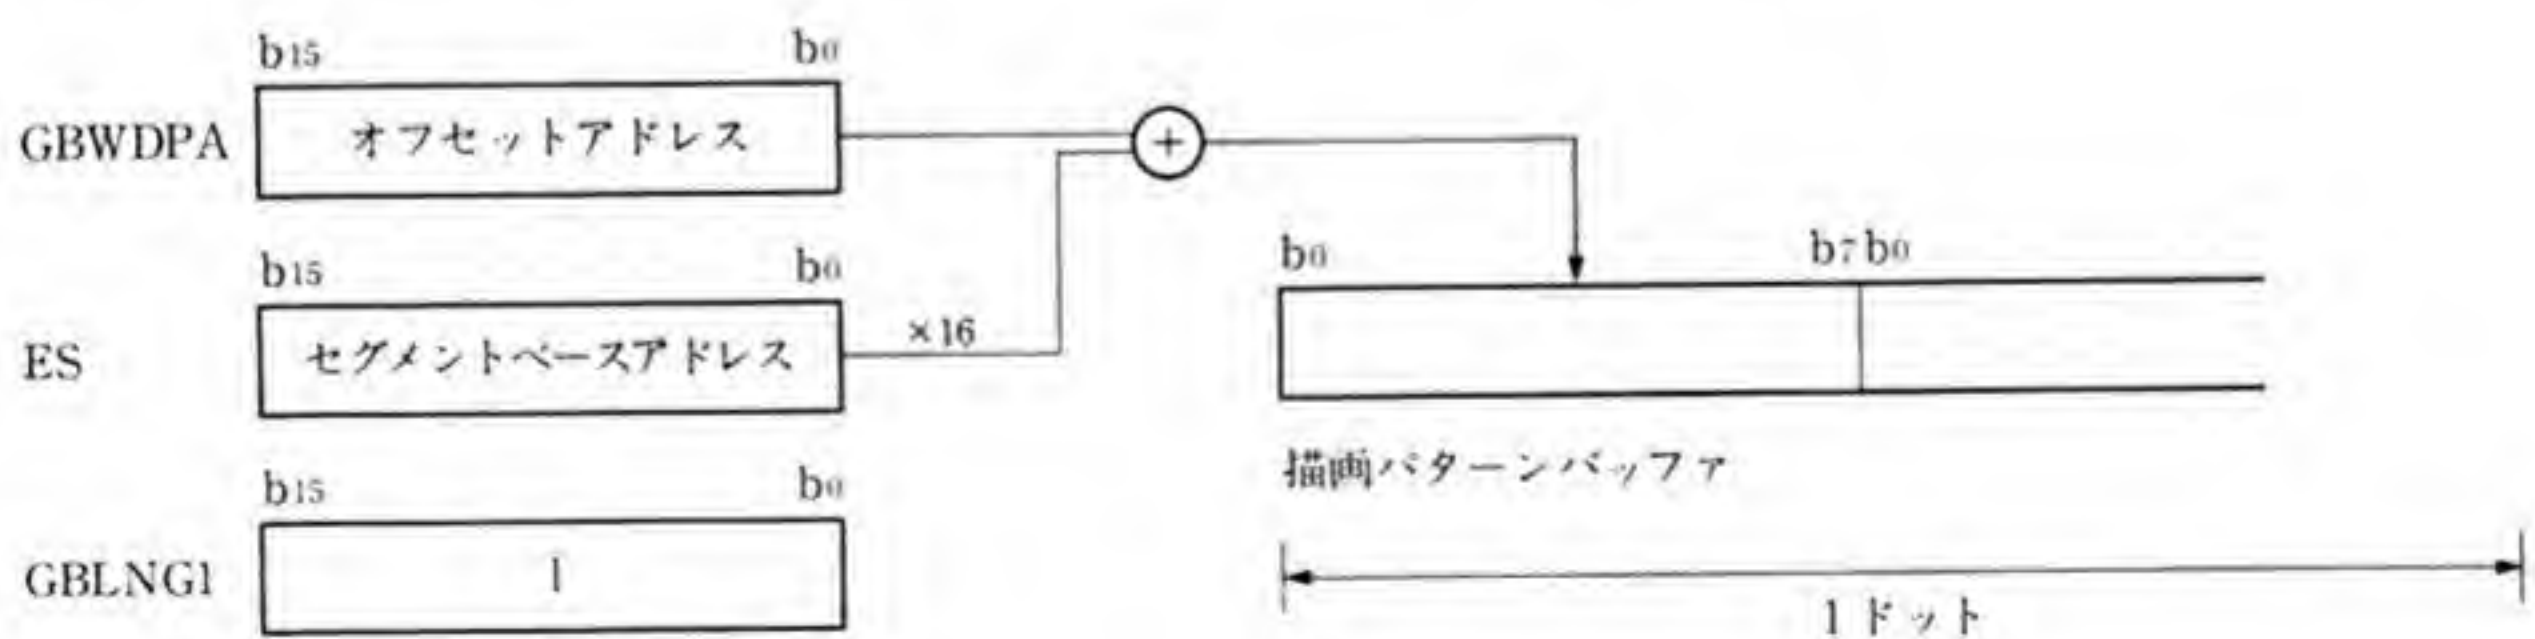 b15 b0
GBWDPA オフセットアドレス +
b15 b0 b0 b7 b0
ES セグメントベースアドレス ×16
描画パターンバッファ
b15 b0
GBLNG1 l
l ドット